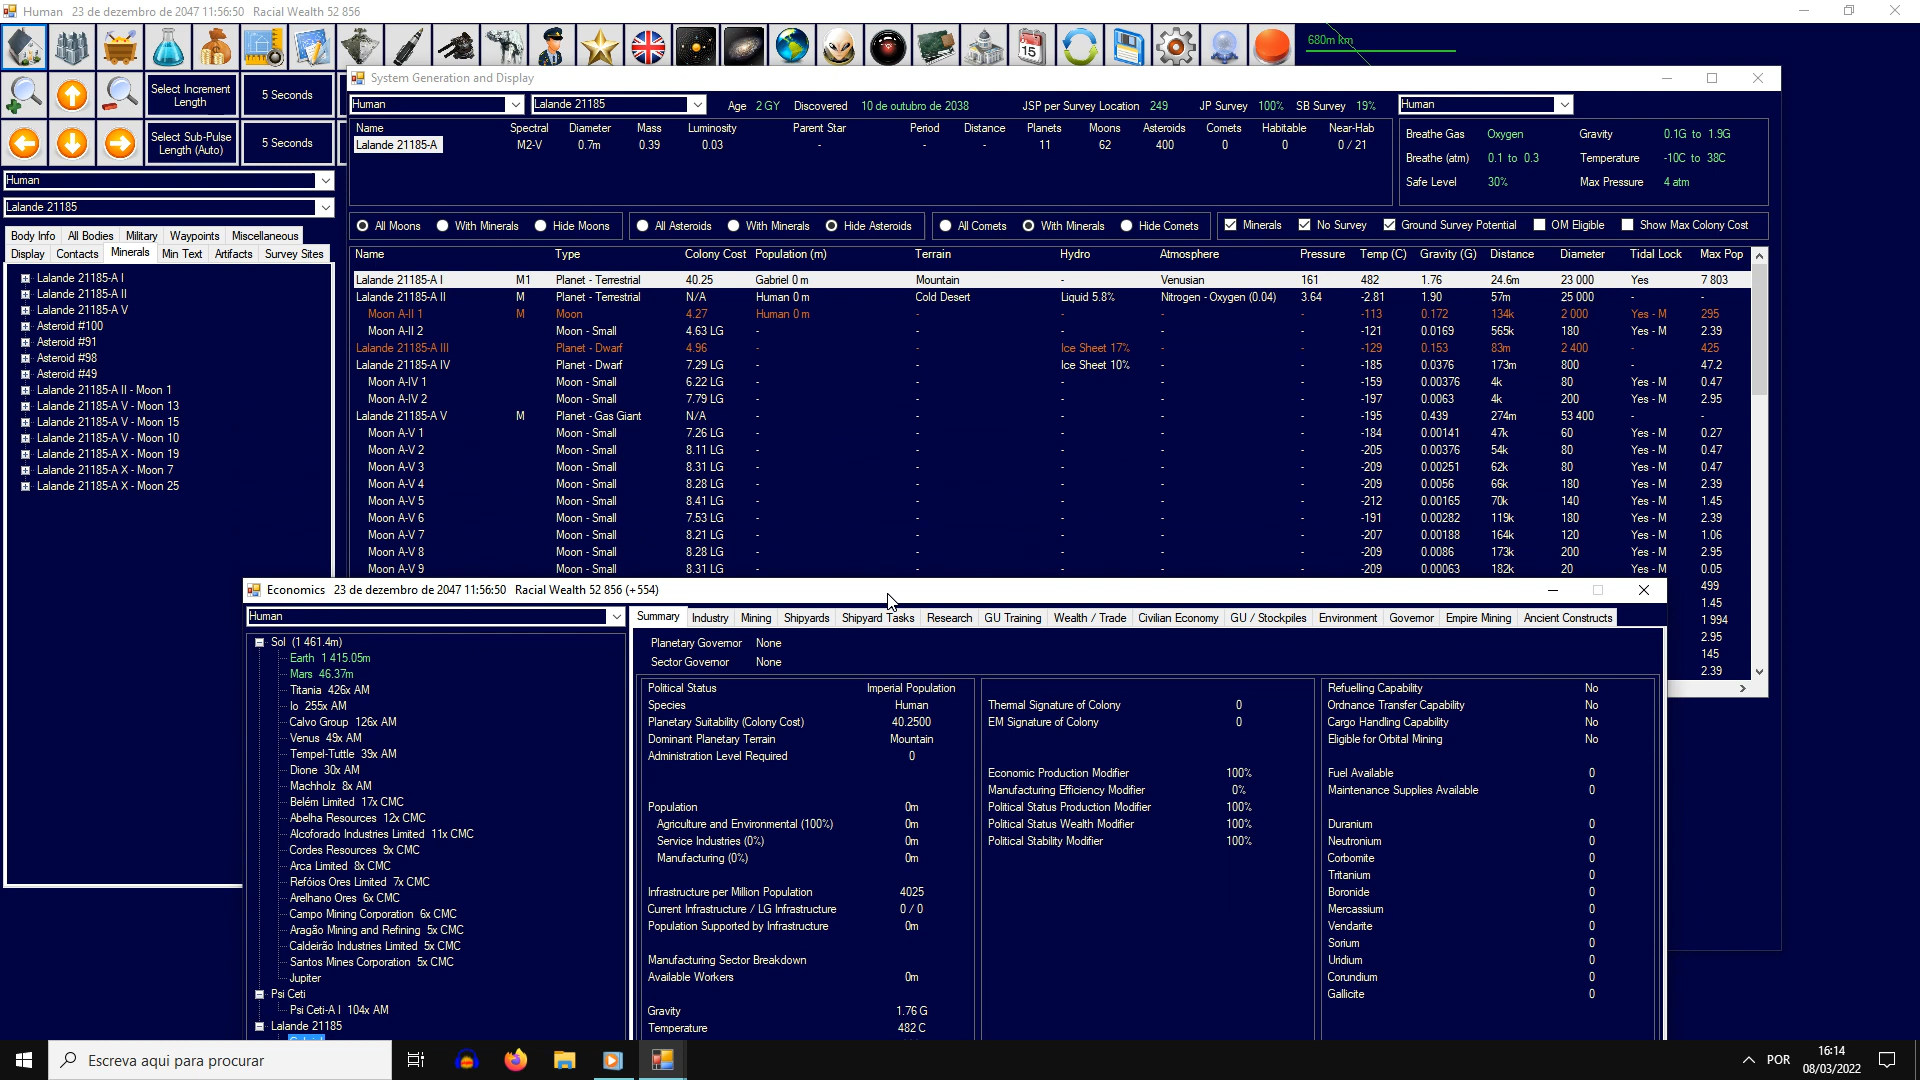 Human 23 de dezembro de 2047 11:56:50 Racial Wealth 52 856
680m km
Select Increment Length
5 Seconds
Select Sub-Pulse Length (Auto)
5 Seconds
Human
Lalande 21185
Body Info All Bodies Military Waypoints Miscellaneous
Display Contacts Minerals Min Text Artifacts Survey Sites
Lalande 21185-A I
Lalande 21185-A II
Lalande 21185-A V
Asteroid #100
Asteroid #91
Asteroid #98
Asteroid #49
Lalande 21185-A II - Moon 1
Lalande 21185-A V - Moon 13
Lalande 21185-A V - Moon 15
Lalande 21185-A V - Moon 10
Lalande 21185-A X - Moon 19
Lalande 21185-A X - Moon 7
Lalande 21185-A X - Moon 25
System Generation and Display
Human Lalande 21185 Age 2 GY Discovered 10 de outubro de 2038 JSP per Survey Location 249 JP Survey 100% SB Survey 19% Human
Name Spectral Diameter Mass Luminosity Parent Star Period Distance Planets Moons Asteroids Comets Habitable Near-Hab
Lalande 21185-A M2-V 0.7m 0.39 0.03 - - - 11 62 400 0 0 0 / 21
Breathe Gas Oxygen Gravity 0.1G to 1.9G
Breathe (atm) 0.1 to 0.3 Temperature -10C to 38C
Safe Level 30% Max Pressure 4 atm
All Moons With Minerals Hide Moons All Asteroids With Minerals Hide Asteroids All Comets With Minerals Hide Comets Minerals No Survey Ground Survey Potential OM Eligible Show Max Colony Cost
Name Type Colony Cost Population (m) Terrain Hydro Atmosphere Pressure Temp (C) Gravity (G) Distance Diameter Tidal Lock Max Pop
Lalande 21185-A I M1 Planet - Terrestrial 40.25 Gabriel 0 m Mountain - Venusian 161 482 1.76 24.6m 23 000 Yes 7 803
Lalande 21185-A II M Planet - Terrestrial N/A Human 0 m Cold Desert Liquid 5.8% Nitrogen - Oxygen (0.04) 3.64 -2.81 1.90 57m 25 000 - -
Moon A-II 1 M Moon 4.27 Human 0 m - - - - -113 0.172 134k 2 000 Yes - M 295
Moon A-II 2 Moon - Small 4.63 LG - - - - - -121 0.0169 565k 180 Yes - M 2.39
Lalande 21185-A III Planet - Dwarf 4.96 - - Ice Sheet 17% - - -129 0.153 83m 2 400 - 425
Lalande 21185-A IV Planet - Dwarf 7.29 LG - - Ice Sheet 10% - - -185 0.0376 173m 800 - 47.2
Moon A-IV 1 Moon - Small 6.22 LG - - - - - -159 0.00376 4k 80 Yes - M 0.47
Moon A-IV 2 Moon - Small 7.79 LG - - - - - -197 0.0063 4k 200 Yes - M 2.95
Lalande 21185-A V M Planet - Gas Giant N/A - - - - - -195 0.439 274m 53 400 - -
Moon A-V 1 Moon - Small 7.26 LG - - - - - -184 0.00141 47k 60 Yes - M 0.27
Moon A-V 2 Moon - Small 8.11 LG - - - - - -205 0.00376 54k 80 Yes - M 0.47
Moon A-V 3 Moon - Small 8.31 LG - - - - - -209 0.00251 62k 80 Yes - M 0.47
Moon A-V 4 Moon - Small 8.28 LG - - - - - -209 0.0056 66k 180 Yes - M 2.39
Moon A-V 5 Moon - Small 8.41 LG - - - - - -212 0.00165 70k 140 Yes - M 1.45
Moon A-V 6 Moon - Small 7.53 LG - - - - - -191 0.00282 119k 180 Yes - M 2.39
Moon A-V 7 Moon - Small 8.21 LG - - - - - -207 0.00188 164k 120 Yes - M 1.06
Moon A-V 8 Moon - Small 8.28 LG - - - - - -209 0.0086 173k 200 Yes - M 2.95
Moon A-V 9 Moon - Small 8.31 LG - - - - - -209 0.00063 182k 20 Yes - M 0.05
499
1.45
1 994
2.95
145
2.39
Economics 23 de dezembro de 2047 11:56:50 Racial Wealth 52 856 (+554)
Human
Summary Industry Mining Shipyards Shipyard Tasks Research GU Training Wealth / Trade Civilian Economy GU / Stockpiles Environment Governor Empire Mining Ancient Constructs
Sol (1 461.4m)
Earth 1 415.05m
Mars 46.37m
Titania 426x AM
Io 255x AM
Calvo Group 126x AM
Venus 49x AM
Tempel-Tuttle 39x AM
Dione 30x AM
Machholz 8x AM
Belém Limited 17x CMC
Abelha Resources 12x CMC
Alcoforado Industries Limited 11x CMC
Cordes Resources 9x CMC
Arca Limited 8x CMC
Refóios Ores Limited 7x CMC
Arelhano Ores 6x CMC
Campo Mining Corporation 6x CMC
Aragão Mining and Refining 5x CMC
Caldeirão Industries Limited 5x CMC
Santos Mines Corporation 5x CMC
Jupiter
Psi Ceti
Psi Ceti-A I 104x AM
Lalande 21185
Planetary Governor None
Sector Governor None
Political Status Imperial Population
Species Human
Planetary Suitability (Colony Cost) 40.2500
Dominant Planetary Terrain Mountain
Administration Level Required 0
Population 0m
Agriculture and Environmental (100%) 0m
Service Industries (0%) 0m
Manufacturing (0%) 0m
Infrastructure per Million Population 4025
Current Infrastructure / LG Infrastructure 0 / 0
Population Supported by Infrastructure 0m
Manufacturing Sector Breakdown
Available Workers 0m
Gravity 1.76 G
Temperature 482 C
Thermal Signature of Colony 0
EM Signature of Colony 0
Economic Production Modifier 100%
Manufacturing Efficiency Modifier 0%
Political Status Production Modifier 100%
Political Status Wealth Modifier 100%
Political Stability Modifier 100%
Refuelling Capability No
Ordnance Transfer Capability No
Cargo Handling Capability No
Eligible for Orbital Mining No
Fuel Available 0
Maintenance Supplies Available 0
Duranium 0
Neutronium 0
Corbomite 0
Tritanium 0
Boronide 0
Mercassium 0
Vendarite 0
Sorium 0
Uridium 0
Corundium 0
Gallicite 0
Escreva aqui para procurar
POR
16:14
08/03/2022